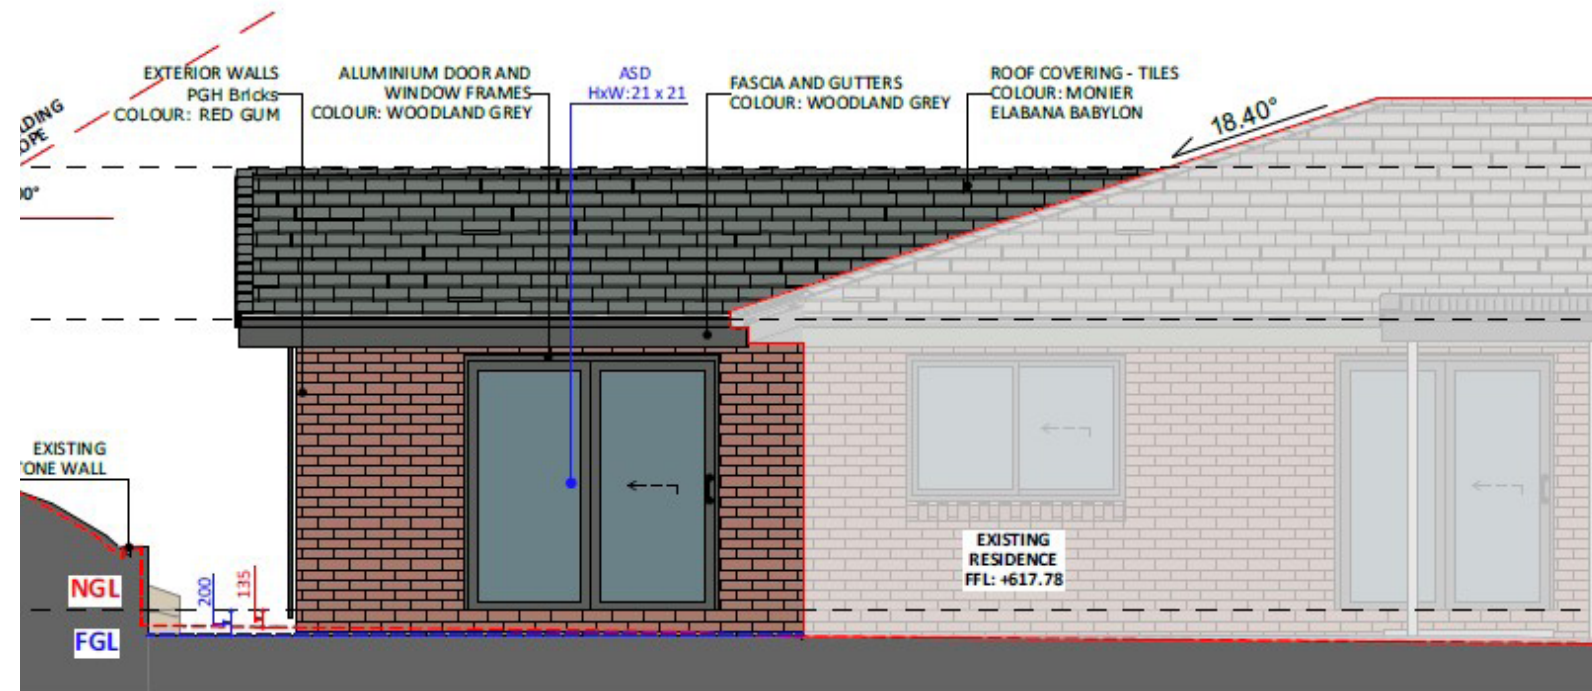 EXTERIOR WALLS
PGH Bricks
COLOUR: RED GUM
ALUMINIUM DOOR AND
WINDOW FRAMES
COLOUR: WOODLAND GREY
ASD
HxW:21 x 21
FASCIA AND GUTTERS
COLOUR: WOODLAND GREY
ROOF COVERING - TILES
COLOUR: MONIER
ELABANA BABYLON
18.40°
EXISTING
NGL
FGL
200
135
EXISTING
RESIDENCE
FFL: +617.78
WALL